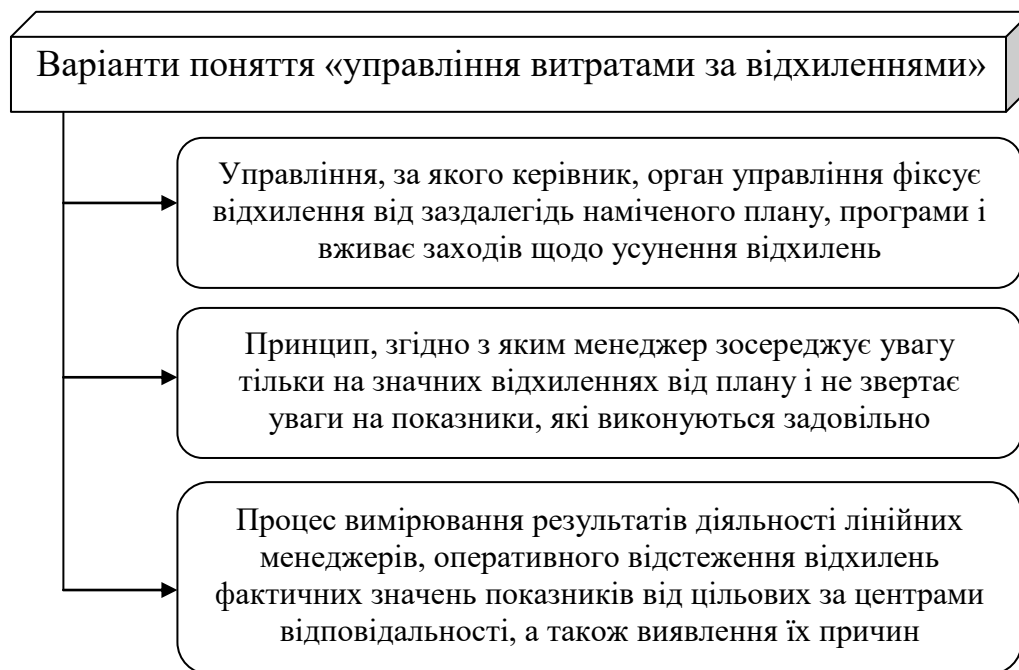 Варіанти поняття «управління витратами за відхиленнями»
Управління, за якого керівник, орган управління фіксує
відхилення від заздалегідь наміченого плану, програми і
вживає заходів щодо усунення відхилень
Принцип, згідно з яким менеджер зосереджує увагу
тільки на значних відхиленнях від плану і не звертає
уваги на показники, які виконуються задовільно
Процес вимірювання результатів діяльності лінійних
менеджерів, оперативного відстеження відхилень
фактичних значень показників від цільових за центрами
відповідальності, а також виявлення їх причин